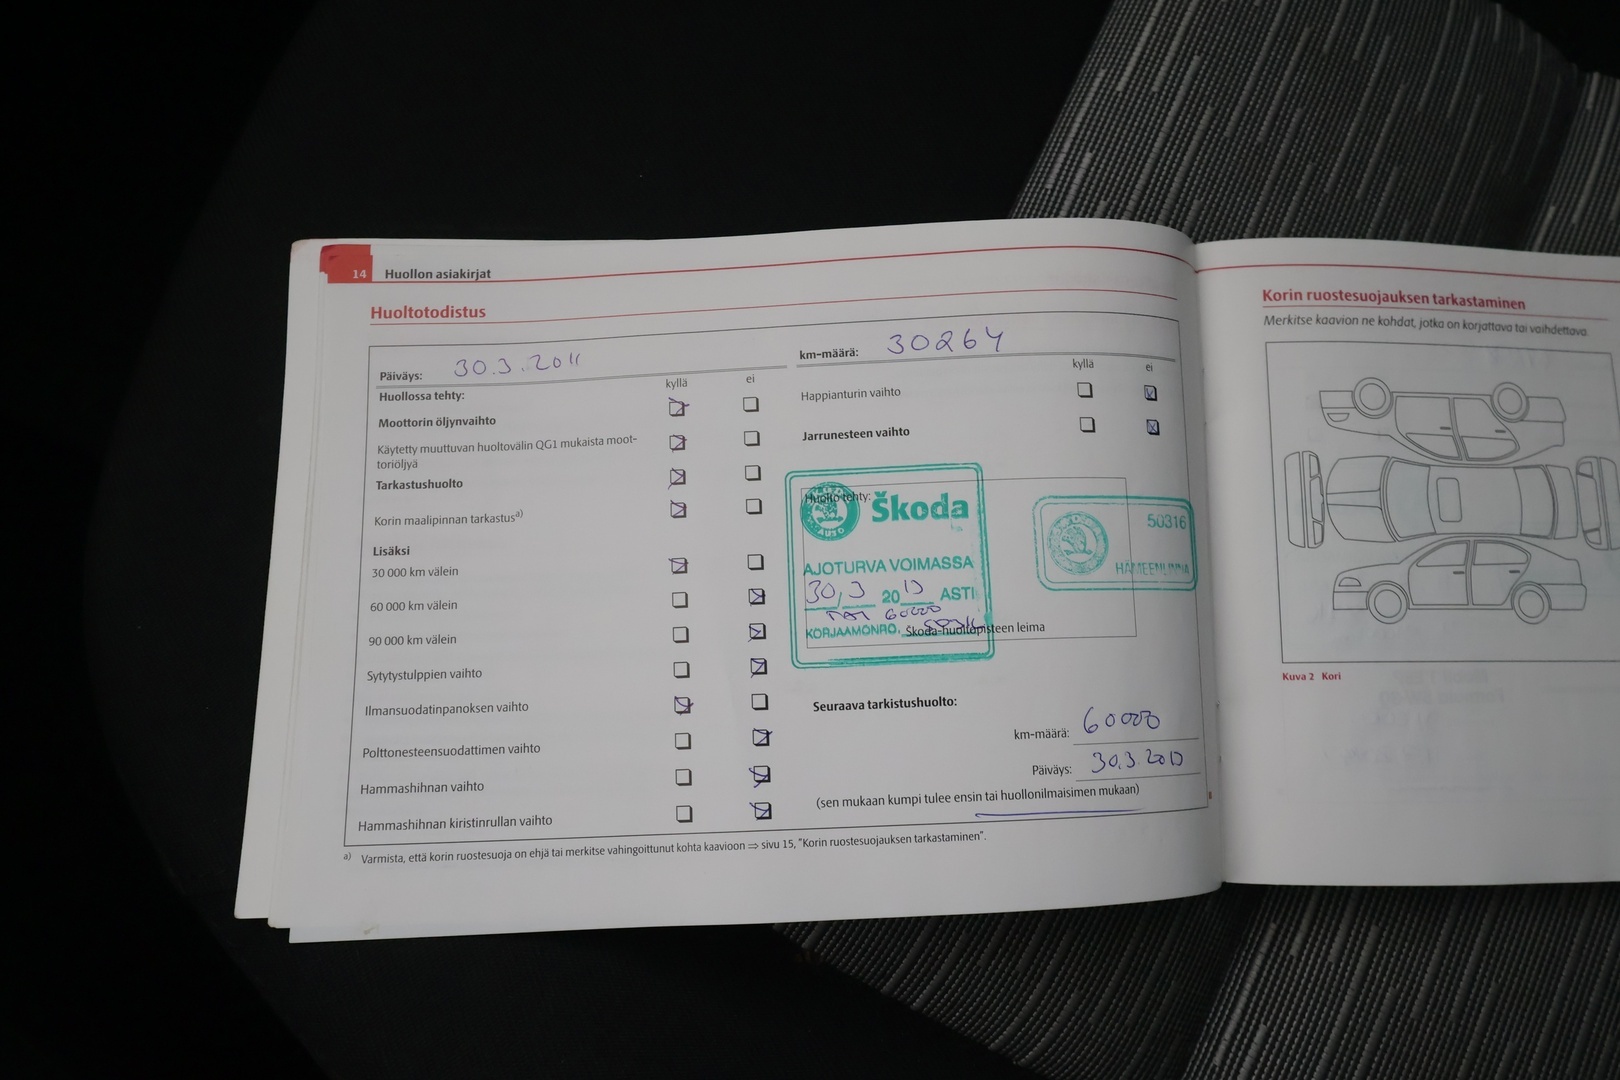 14 Huollon asiakirjat
Huoltotodistus
Päiväys: 30.3.2011
km-määrä: 30264
kyllä ei
Huollossa tehty:
Moottorin öljynvaihto
Käytetty muuttuvan huoltovälin QG1 mukaista moot-
toriöljyä
Tarkastushuolto
Korin maalipinnan tarkastus a)
Lisäksi
30 000 km välein
60 000 km välein
90 000 km välein
Sytytystulppien vaihto
Ilmansuodatinpanoksen vaihto
Polttonesteensuodattimen vaihto
Hammashihnan vaihto
Hammashihnan kiristinrullan vaihto
kyllä ei
Happianturin vaihto
Jarrunesteen vaihto
Huolto tehty:
Škoda
AJOTURVA VOIMASSA
30/3 2013 ASTI
TAI 60000
KORJAAMONRO.
Škoda-huoltopisteen leima
50316
HÄMEENLINNA
Seuraava tarkistushuolto:
km-määrä: 60000
Päiväys: 30.3.2013
(sen mukaan kumpi tulee ensin tai huollonilmaisimen mukaan)
a) Varmista, että korin ruostesuoja on ehjä tai merkitse vahingoittunut kohta kaavioon ⇒ sivu 15, "Korin ruostesuojauksen tarkastaminen".
Korin ruostesuojauksen tarkastaminen
Merkitse kaavion ne kohdat, jotka on korjattava tai vaihdettava.
Kuva 2 Kori